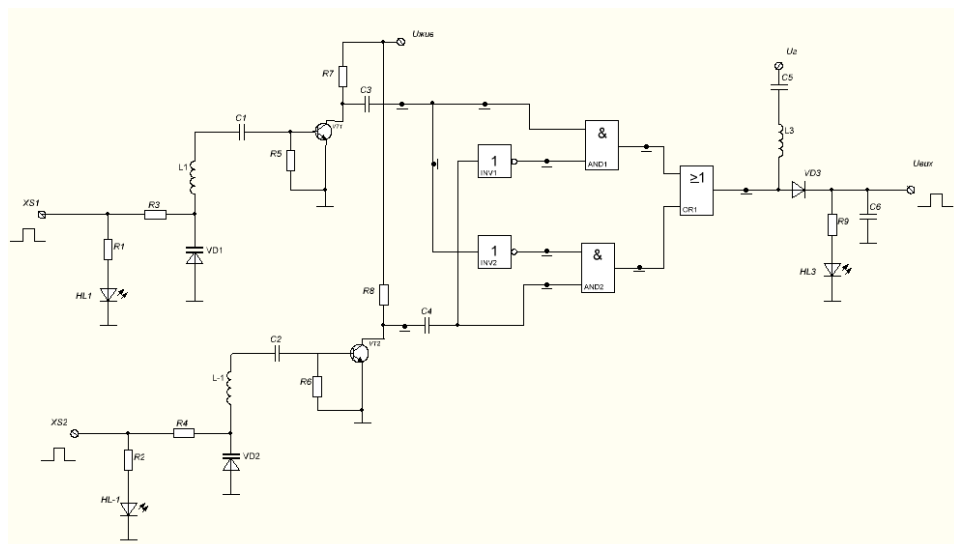 Uжив
R7
C3
C1
VT1
R5
L1
XS1
R3
R1
VD1
HL1
&
AND1
1
INV1
≥1
OR1
1
INV2
&
AND2
Uг
C5
L3
VD3
Uвих
R9
C6
HL3
R8
C4
C2
VT2
R6
L-1
XS2
R4
R2
VD2
HL-1